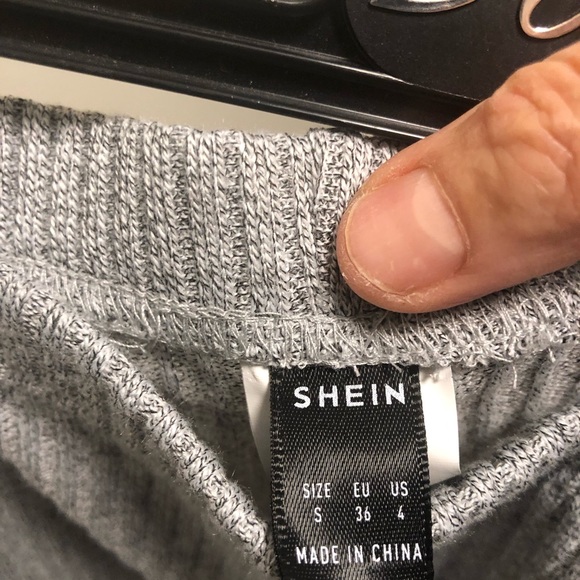 SHEIN
SIZE EU US
S 36 4
MADE IN CHINA